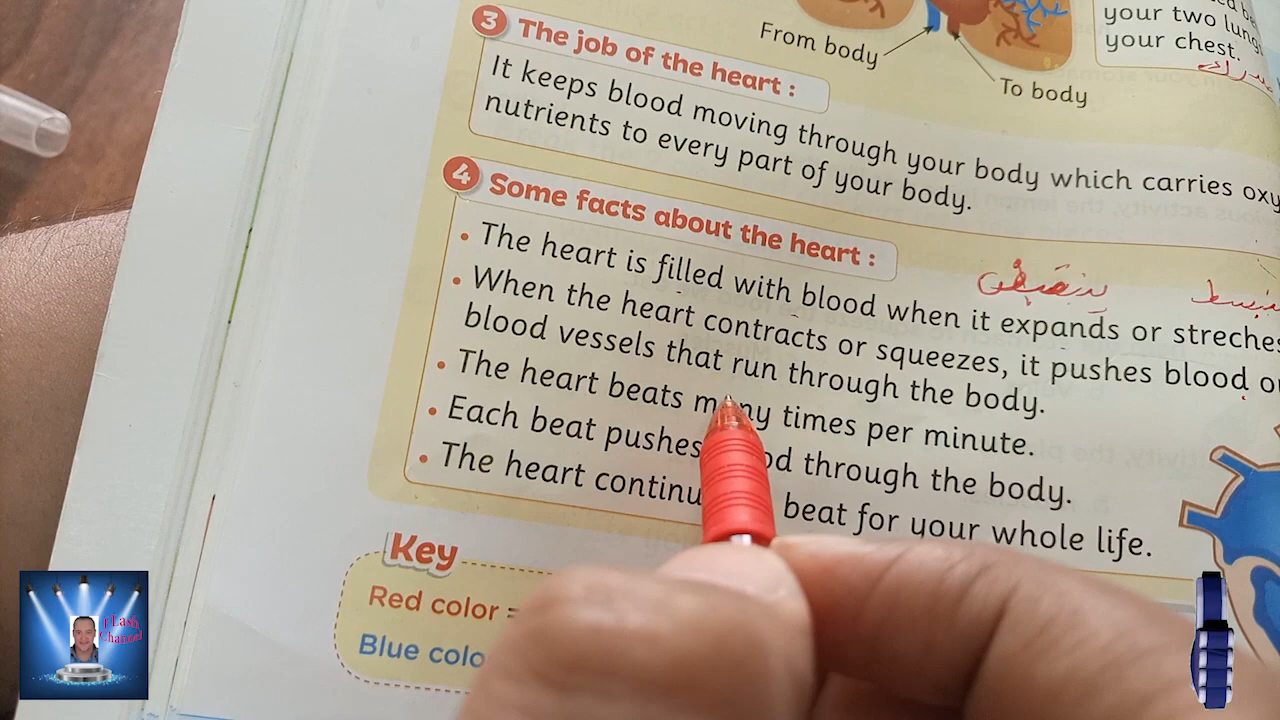 your two lungs
your chest.
From body
To body
3 The job of the heart :
It keeps blood moving through your body which carries oxy
nutrients to every part of your body.
4 Some facts about the heart :
ينقبض
• The heart is filled with blood when it expands or streches
• When the heart contracts or squeezes, it pushes blood
blood vessels that run through the body.
• The heart beats many times per minute.
• Each beat pushes through the body.
• The heart beat for your whole life.
Key
Red color =
Blue colo
FLash
Channel